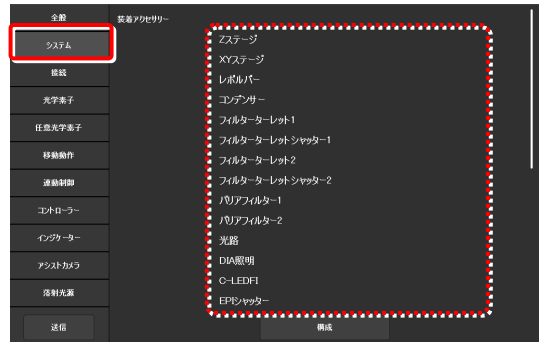 全般
システム
接続
光学素子
任意光学素子
移動動作
連動制御
コントローラー
インジケーター
アシストカメラ
落射光源
送信
装着アクセサリー
Zステージ
XYステージ
レボルバー
コンデンサー
フィルターターレット1
フィルターターレットシャッター1
フィルターターレット2
フィルターターレットシャッター2
バリアフィルター1
バリアフィルター2
光路
DIA照明
C-LEDFI
EPIシャッター
構成